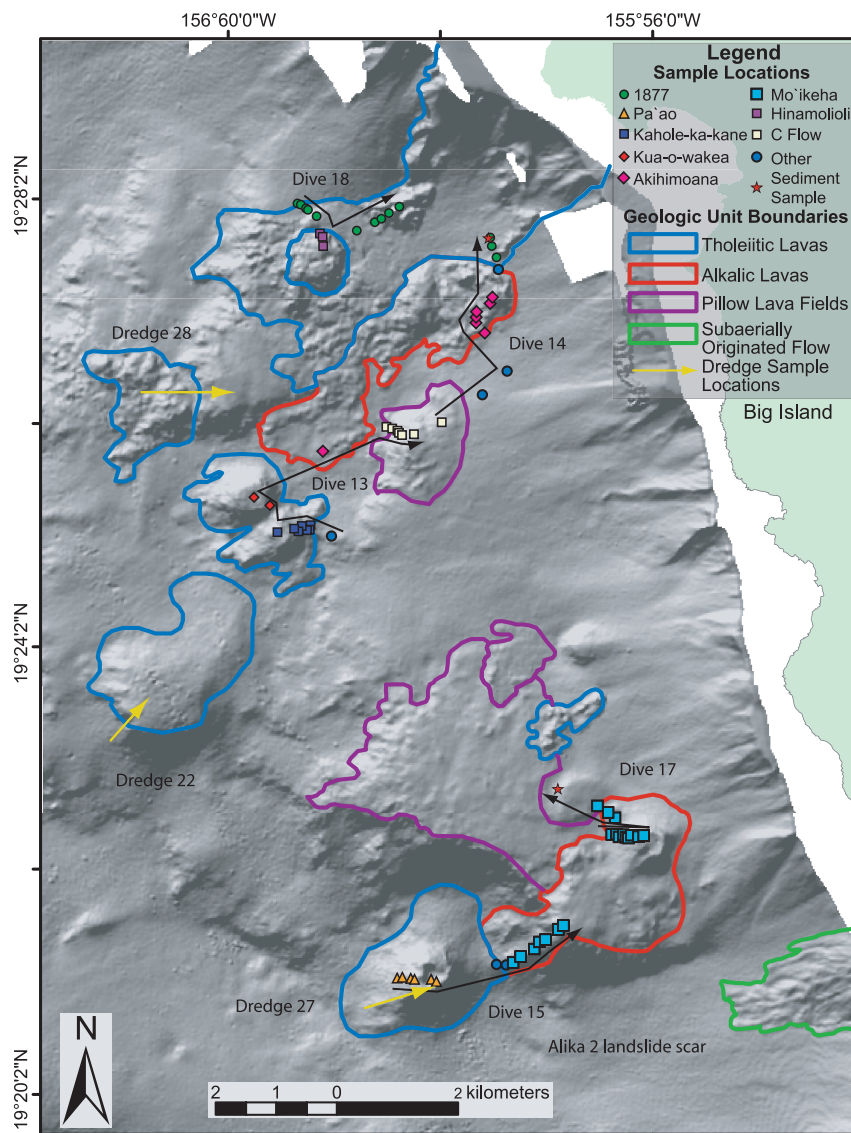 156°60'0"W
155°56'0"W
Legend
Sample Locations
1877
Mo`ikeha
Pa`ao
Hinamolioli
Kahole-ka-kane
C Flow
Kua-o-wakea
Other
Akihimoana
Sediment
Sample
Geologic Unit Boundaries
Tholeiitic Lavas
Alkalic Lavas
Pillow Lava Fields
Subaerially
Originated Flow
Dredge Sample
Locations
Dive 18
19°28'2"N
Dredge 28
Dive 14
Big Island
Dive 13
19°24'2"N
Dredge 22
Dive 17
Dredge 27
Dive 15
Alika 2 landslide scar
N
19°20'2"N
2 1 0 2 kilometers